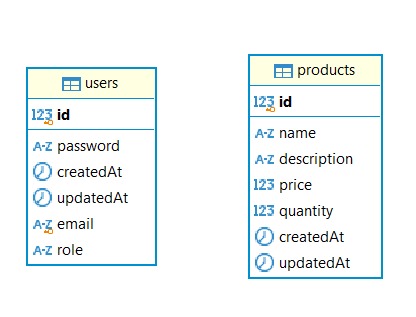 users
123 id
A-Z password
createdAt
updatedAt
A-Z email
A-Z role
products
123 id
A-Z name
A-Z description
123 price
123 quantity
createdAt
updatedAt